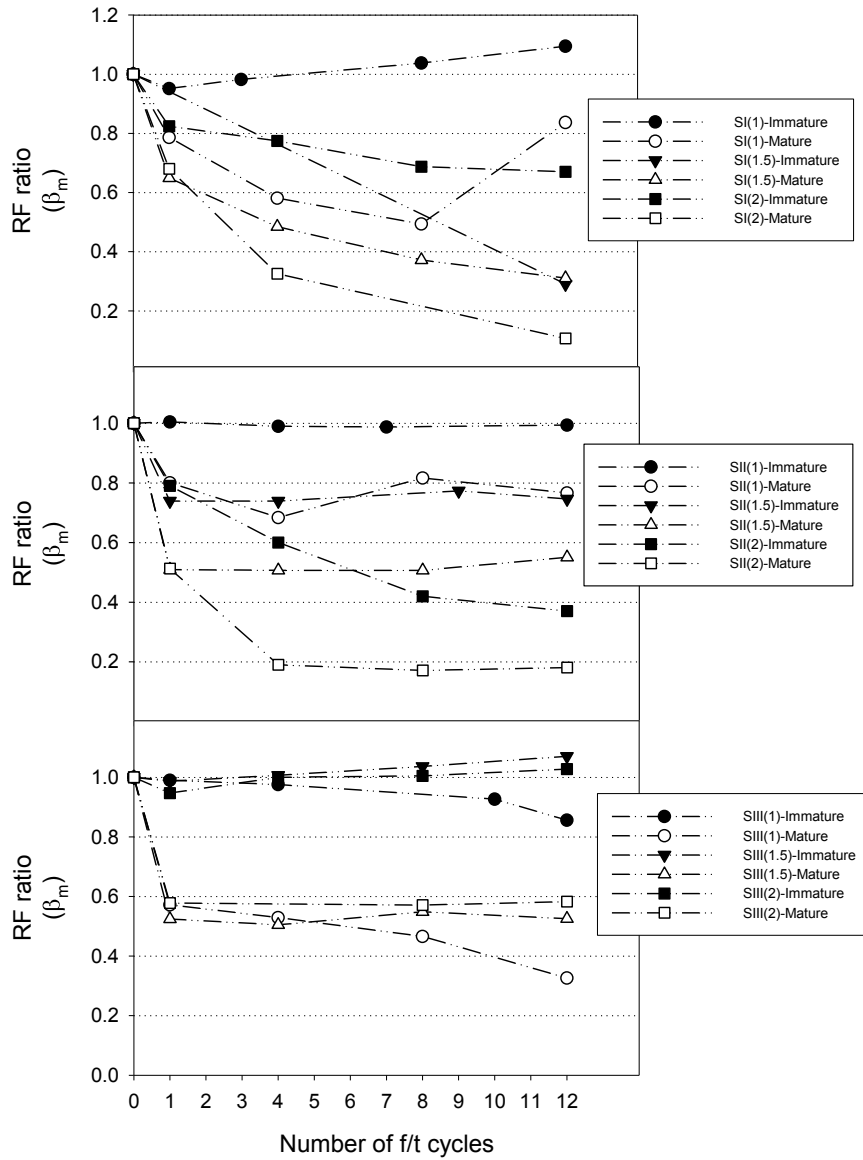 1.2
1.0
0.8
0.6
0.4
0.2
RF ratio
(βm)
SI(1)-Immature
SI(1)-Mature
SI(1.5)-Immature
SI(1.5)-Mature
SI(2)-Immature
SI(2)-Mature
1.0
0.8
0.6
0.4
0.2
RF ratio
(βm)
SII(1)-Immature
SII(1)-Mature
SII(1.5)-Immature
SII(1.5)-Mature
SII(2)-Immature
SII(2)-Mature
1.0
0.8
0.6
0.4
0.2
0.0
RF ratio
(βm)
SIII(1)-Immature
SIII(1)-Mature
SIII(1.5)-Immature
SIII(1.5)-Mature
SIII(2)-Immature
SIII(2)-Mature
0 1 2 3 4 5 6 7 8 9 10 11 12
Number of f/t cycles